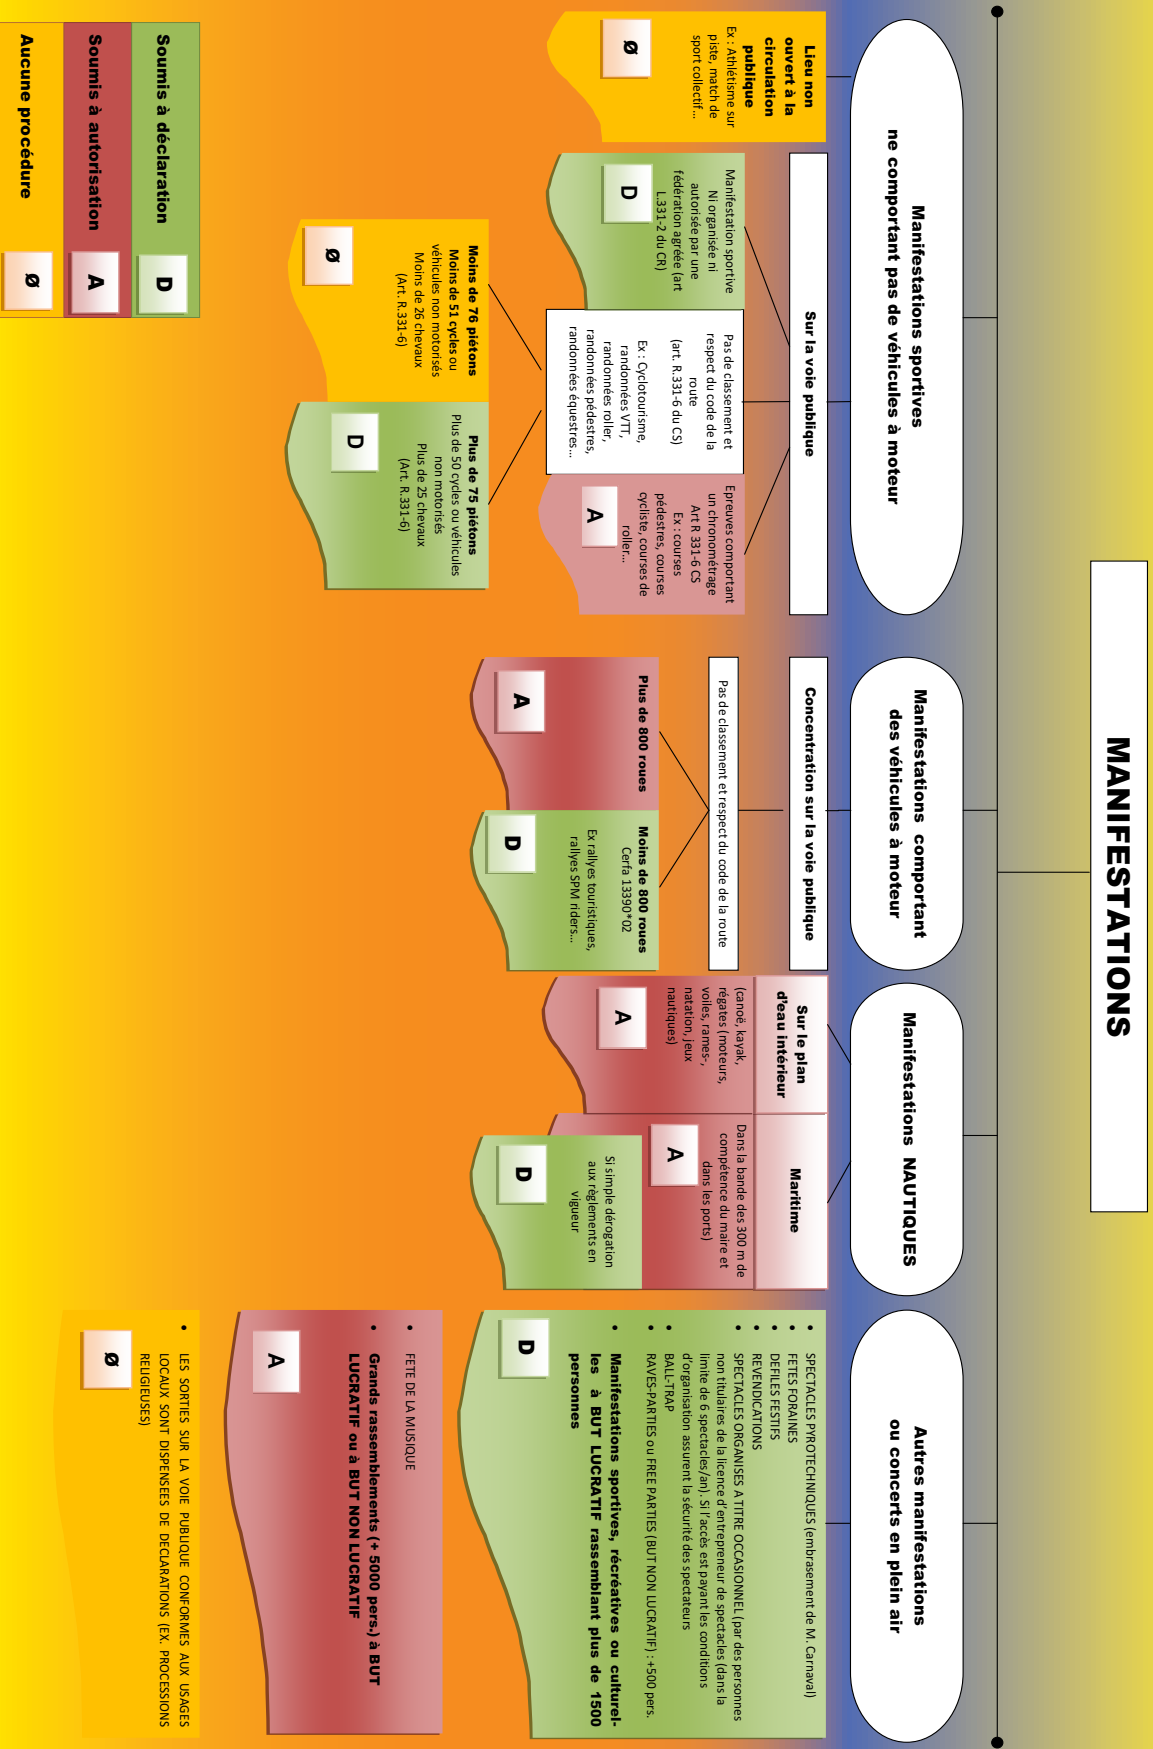 MANIFESTATIONS
Manifestations sportives
ne comportant pas de véhicules à moteur
Lieu non
ouvert à la
circulation
publique
Ex : Athlétisme sur
piste, match de
sport collectif…
Ø
Sur la voie publique
Manifestation sportive
Ni organisée ni
autorisée par une
fédération agréée (art
L.331-2 du CR)
D
Pas de classement et
respect du code de la
route
(art. R.331-6 du CS)
Ex : Cyclotourisme,
randonnées VTT,
randonnées roller,
randonnées pédestres,
randonnées équestres…
Epreuves comportant
un chronométrage
Art R 331-6 CS
Ex : courses
pédestres, courses
cycliste, courses de
roller…
A
Moins de 76 piétons
Moins de 51 cycles ou
véhicules non motorisés
Moins de 26 chevaux
(Art. R.331-6)
Ø
Plus de 75 piétons
Plus de 50 cycles ou véhicules
non motorisés
Plus de 25 chevaux
(Art. R.331-6)
D
Manifestations comportant
des véhicules à moteur
Concentration sur la voie publique
Pas de classement et respect du code de la route
Plus de 800 roues
A
Moins de 800 roues
Cerfa 13390*02
Ex rallyes touristiques,
rallyes SPM riders…
D
Manifestations NAUTIQUES
Sur le plan
d'eau intérieur
(canoë, kayak,
régates (moteurs,
voiles, rames-,
natation, jeux
nautiques)
A
Maritime
Dans la bande des 300 m de
compétence du maire et
dans les ports)
A
Si simple dérogation
aux règlements en
vigueur
D
Autres manifestations
ou concerts en plein air
• SPECTACLES PYROTECHNIQUES (embrasement de M. Carnaval)
• FETES FORAINES
• DEFILES FESTIFS
• REVENDICATIONS
• SPECTACLES ORGANISES A TITRE OCCASIONNEL (par des personnes
non titulaires de la licence d'entrepreneur de spectacles (dans la
limite de 6 spectacles/an). Si l'accès est payant les conditions
d'organisation assurent la sécurité des spectateurs
• BALL-TRAP
• RAVES-PARTIES ou FREE PARTIES (BUT NON LUCRATIF) : +500 pers.
• Manifestations sportives, récréatives ou culturel-
les à BUT LUCRATIF rassemblant plus de 1500
personnes
D
• FETE DE LA MUSIQUE
• Grands rassemblements (+ 5000 pers.) à BUT
LUCRATIF ou à BUT NON LUCRATIF
A
• LES SORTIES SUR LA VOIE PUBLIQUE CONFORMES AUX USAGES
LOCAUX SONT DISPENSEES DE DECLARATIONS (EX. PROCESSIONS
RELIGIEUSES)
Ø
Soumis à déclaration D
Soumis à autorisation A
Aucune procédure Ø